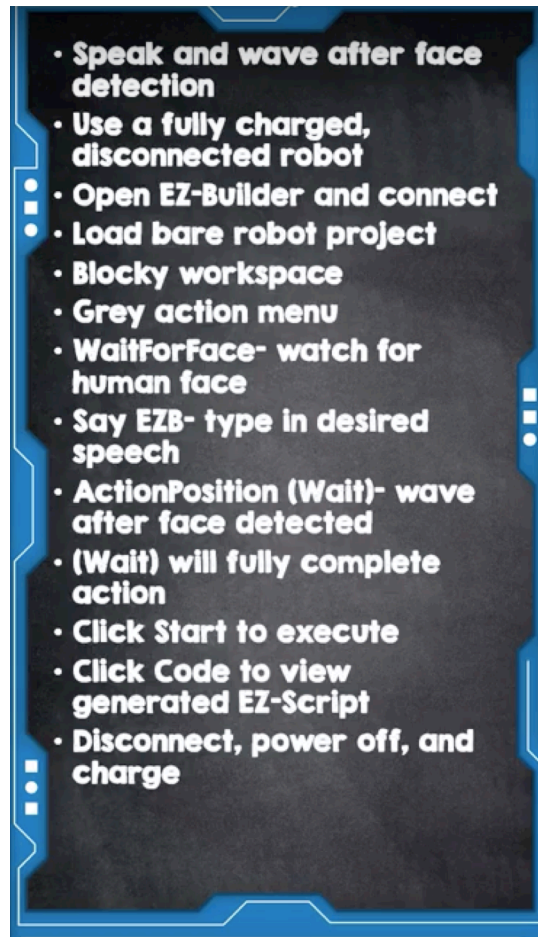 • Speak and wave after face
detection
• Use a fully charged,
disconnected robot
• Open EZ-Builder and connect
• Load bare robot project
• Blocky workspace
• Grey action menu
• WaitForFace- watch for
human face
• Say EZB- type in desired
speech
• ActionPosition (Wait)- wave
after face detected
• (Wait) will fully complete
action
• Click Start to execute
• Click Code to view
generated EZ-Script
• Disconnect, power off, and
charge